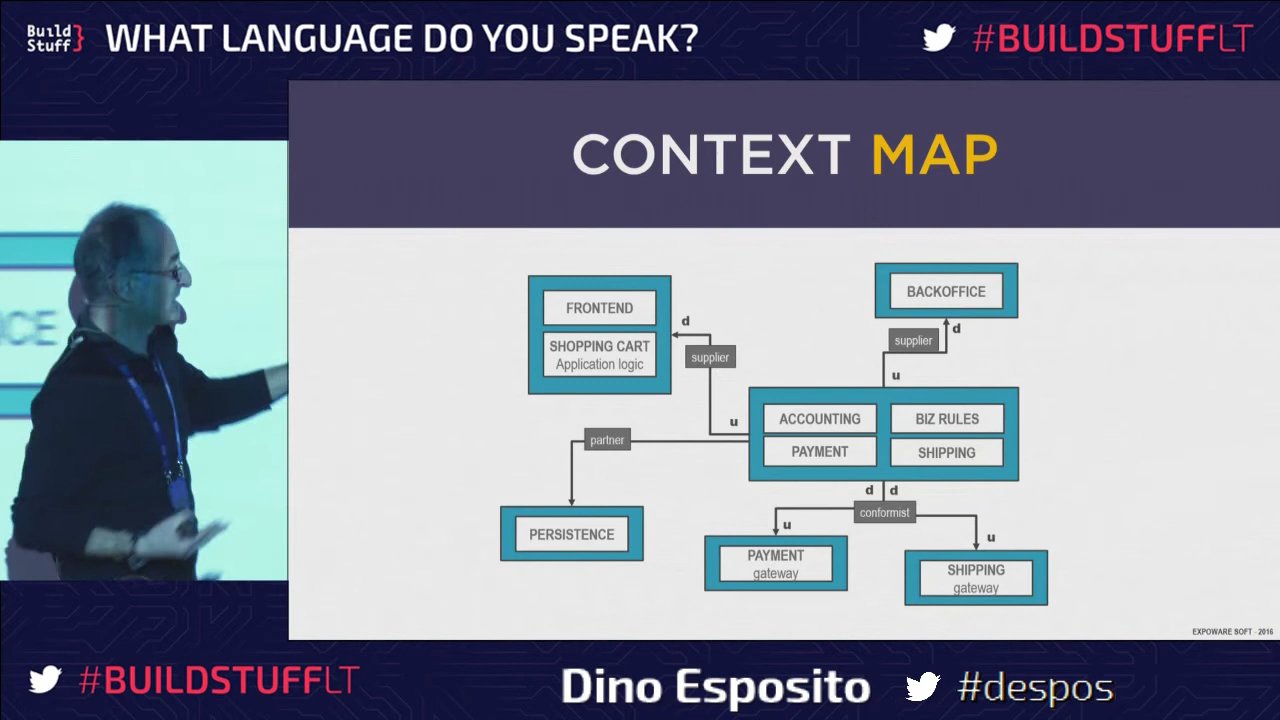 Build
Stuff}
WHAT LANGUAGE DO YOU SPEAK?
#BUILDSTUFFLT
CONTEXT MAP
BACKOFFICE
FRONTEND
d
d
SHOPPING CART
Application logic
supplier
supplier
u
ACCOUNTING
BIZ RULES
u
partner
PAYMENT
SHIPPING
d
d
conformist
PERSISTENCE
u
u
PAYMENT
gateway
SHIPPING
gateway
EXPOWARE SOFT - 2016
#BUILDSTUFFLT
Dino Esposito
#despos